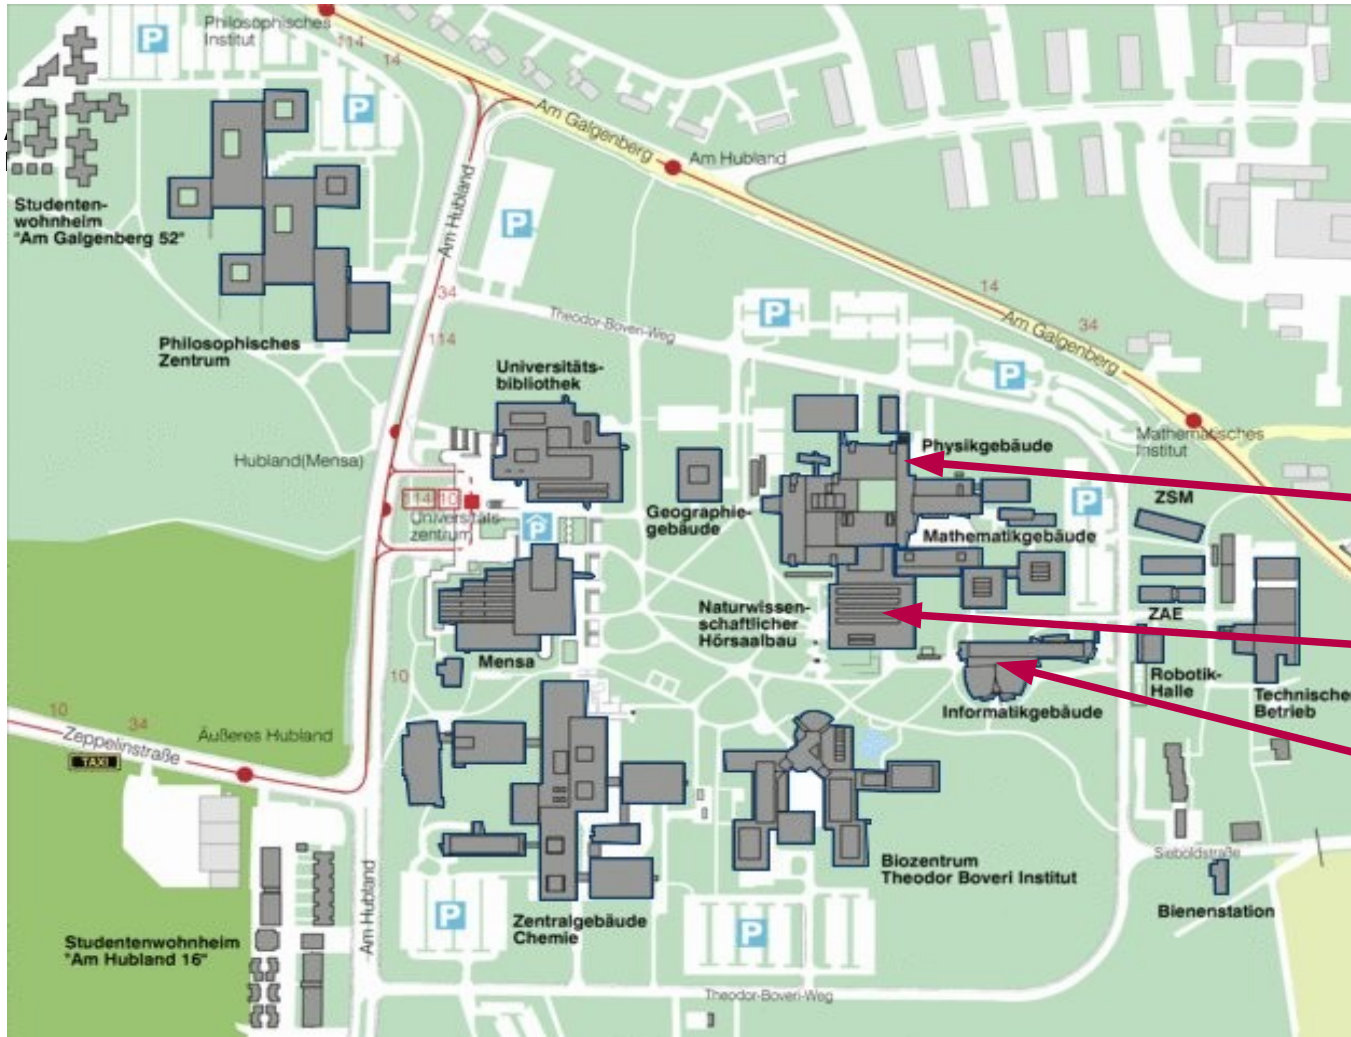 Philosophisches
Institut
P
114
14
P
Am Galgenberg
Am Hubland
Studenten-
wohnheim
"Am Galgenberg 52"
Am Hubland
P
34
114
14
34
Am Galgenberg
Philosophisches
Zentrum
Theodor-Boveri-Weg
P
P
Universitäts-
bibliothek
Hubland(Mensa)
114
10
Universitäts-
zentrum
P
Geographie-
gebäude
Physikgebäude
Mathematisches
Institut
P
ZSM
Mathematikgebäude
Naturwissen-
schaftlicher
Hörsaalbau
ZAE
Mensa
10
Robotik-
Halle
Technischer
Betrieb
Informatikgebäude
10
34
Zeppelinstraße
Äußeres Hubland
TAXI
Am Hubland
Biozentrum
Theodor Boveri Institut
Sieboldstraße
Bienenstation
P
Zentralgebäude
Chemie
P
Studentenwohnheim
"Am Hubland 16"
Theodor-Boveri-Weg